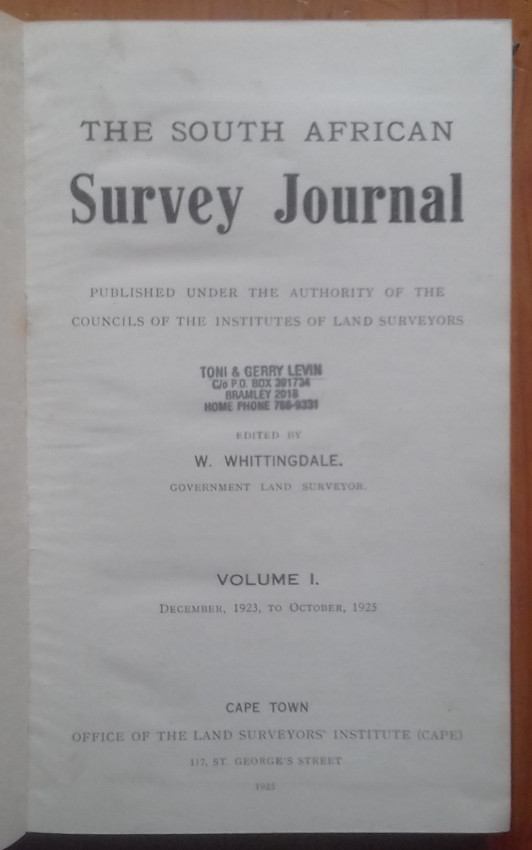 THE SOUTH AFRICAN
Survey Journal
PUBLISHED UNDER THE AUTHORITY OF THE
COUNCILS OF THE INSTITUTES OF LAND SURVEYORS
TONI & GERRY LEVIN
C/o P.O. BOX 391734
BRAMLEY 2018
HOME PHONE 786-9331
EDITED BY
W. WHITTINGDALE.
GOVERNMENT LAND SURVEYOR.
VOLUME I.
DECEMBER, 1923, TO OCTOBER, 1925
CAPE TOWN
OFFICE OF THE LAND SURVEYORS' INSTITUTE (CAPE)
117, ST. GEORGE'S STREET
1925